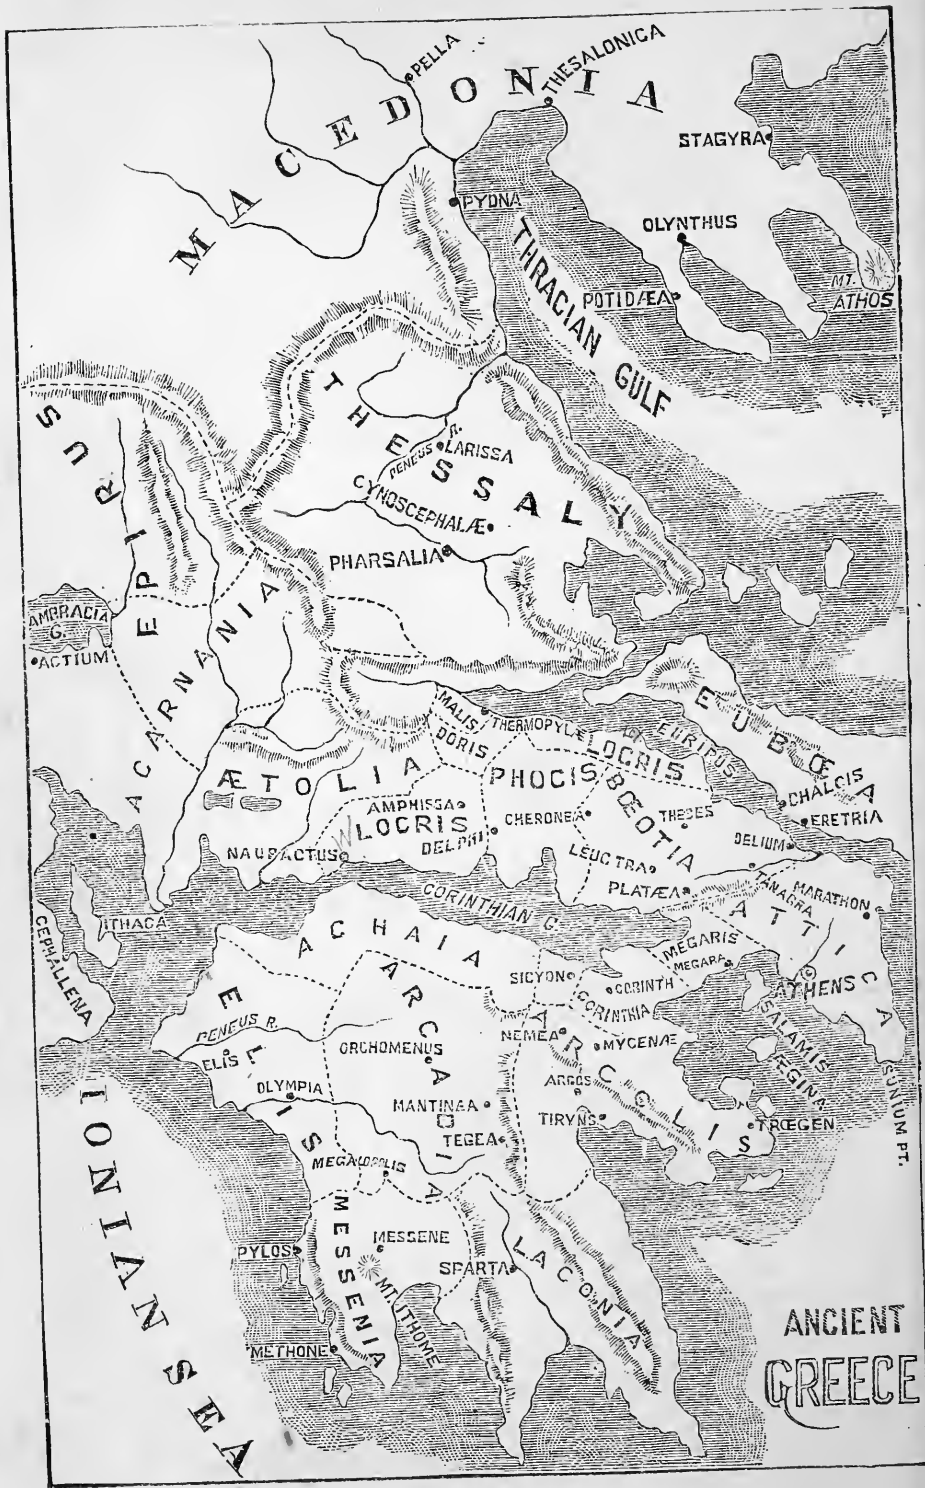 MACEDONIA
PELLA
THESALONICA
STAGYRA
PYDNA
OLYNTHUS
THRACIAN GULF
POTIDÆA
MT. ATHOS
EPIRUS
THESSALY
PENEUS R.
LARISSA
CYNOSCEPHALÆ
PHARSALIA
AMBRACIA G.
ACTIUM
ACARNANIA
MALIS
THERMOPYLÆ
DORIS
LOCRIS
EURIPUS
EUBŒA
ÆTOLIA
PHOCIS
BŒOTIA
CHALCIS
ERETRIA
AMPHISSA
W LOCRIS
DELPHI
CHERONEA
THEBES
DELIUM
NAUPACTUS
LEUCTRA
PLATÆA
TANAGRA
MARATHON
ATTICA
CORINTHIAN G.
ITHACA
CEPHALLENA
ACHAIA
MEGARIS
MEGARA
SICYON
CORINTH
CORINTHIA
ATHENS
SALAMIS
ÆGINA
SUNIUM PT.
ELIS
PENEUS R.
ELIS
ARCADIA
ORCHOMENUS
NEMEA
MYCENÆ
ARGOLIS
ARGOS
TIRYNS
TRŒGEN
OLYMPIA
MANTINÆA
TEGEA
MEGALOPOLIS
IONIAN SEA
MESSENIA
MESSENE
PYLOS
MT. ITHOME
SPARTA
LACONIA
METHONE
ANCIENT
GREECE